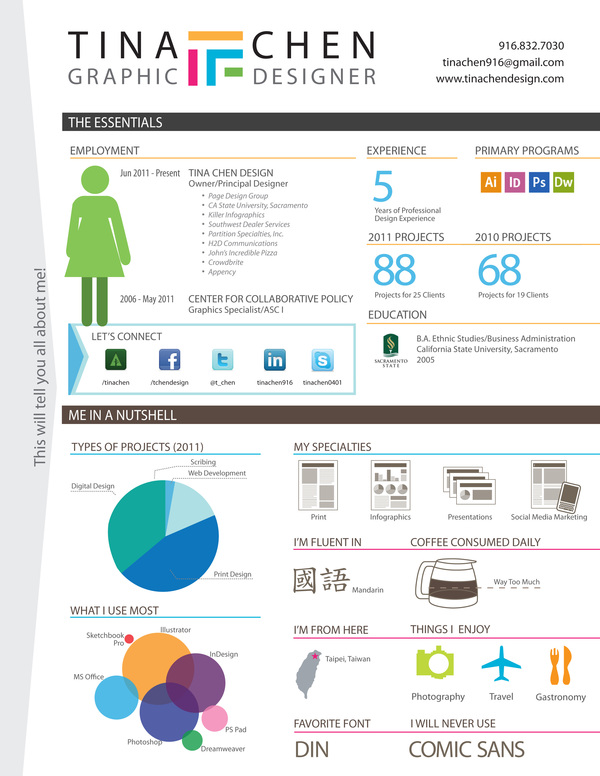 TINA CHEN
GRAPHIC DESIGNER
916.832.7030
tinachen916@gmail.com
www.tinachendesign.com
This will tell you all about me!
THE ESSENTIALS
EMPLOYMENT
Jun 2011 - Present
TINA CHEN DESIGN
Owner/Principal Designer
• Page Design Group
• CA State University, Sacramento
• Killer Infographics
• Southwest Dealer Services
• Partition Specialties, Inc.
• H2D Communications
• John's Incredible Pizza
• Crowdbrite
• Appency
2006 - May 2011
CENTER FOR COLLABORATIVE POLICY
Graphics Specialist/ASC I
LET'S CONNECT
/tinachen
/tchendesign
@t_chen
tinachen916
tinachen0401
EXPERIENCE
5
Years of Professional
Design Experience
PRIMARY PROGRAMS
Ai ID Ps Dw
2011 PROJECTS
88
Projects for 25 Clients
2010 PROJECTS
68
Projects for 19 Clients
EDUCATION
SACRAMENTO
STATE
B.A. Ethnic Studies/Business Administration
California State University, Sacramento
2005
ME IN A NUTSHELL
TYPES OF PROJECTS (2011)
Scribing
Web Development
Digital Design
Print Design
WHAT I USE MOST
Illustrator
Sketchbook
Pro
InDesign
MS Office
PS Pad
Photoshop
Dreamweaver
MY SPECIALTIES
Print
Infographics
Presentations
Social Media Marketing
I'M FLUENT IN
國語
Mandarin
COFFEE CONSUMED DAILY
Way Too Much
I'M FROM HERE
Taipei, Taiwan
THINGS I ENJOY
Photography
Travel
Gastronomy
FAVORITE FONT
DIN
I WILL NEVER USE
COMIC SANS